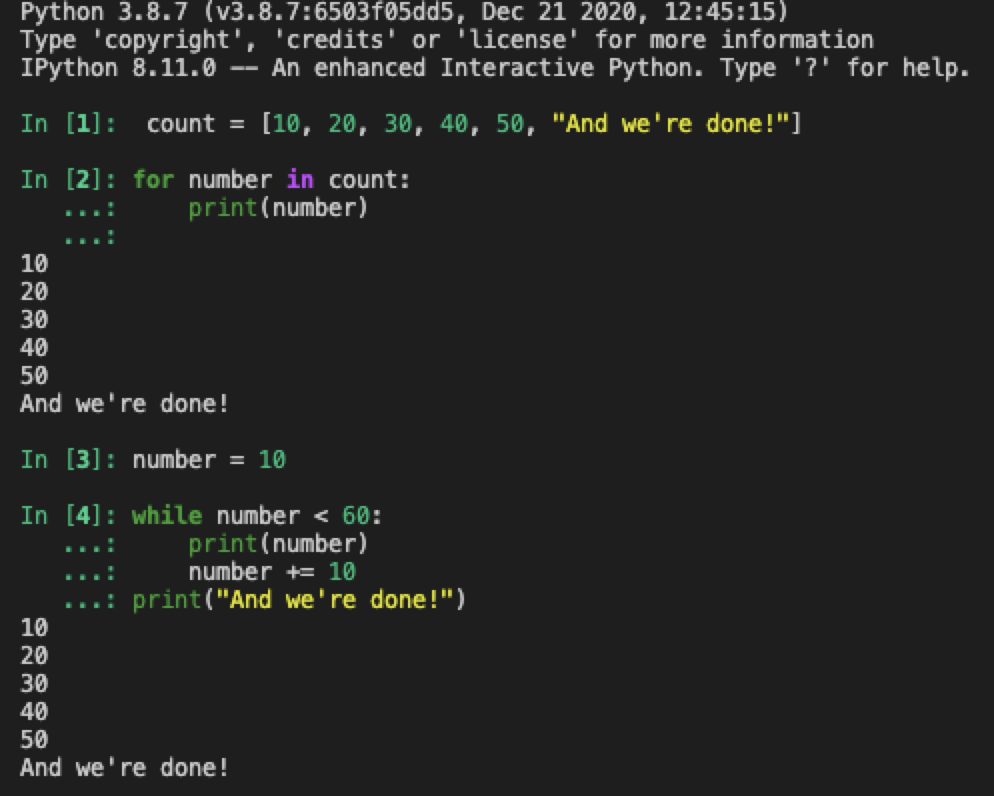 Python 3.8.7 (v3.8.7:6503f05dd5, Dec 21 2020, 12:45:15)
Type 'copyright', 'credits' or 'license' for more information
IPython 8.11.0 –– An enhanced Interactive Python. Type '?' for help.
In [1]:  count = [10, 20, 30, 40, 50, "And we're done!"]
In [2]: for number in count:
   ...:     print(number)
   ...:
10
20
30
40
50
And we're done!
In [3]: number = 10
In [4]: while number < 60:
   ...:     print(number)
   ...:     number += 10
   ...: print("And we're done!")
10
20
30
40
50
And we're done!